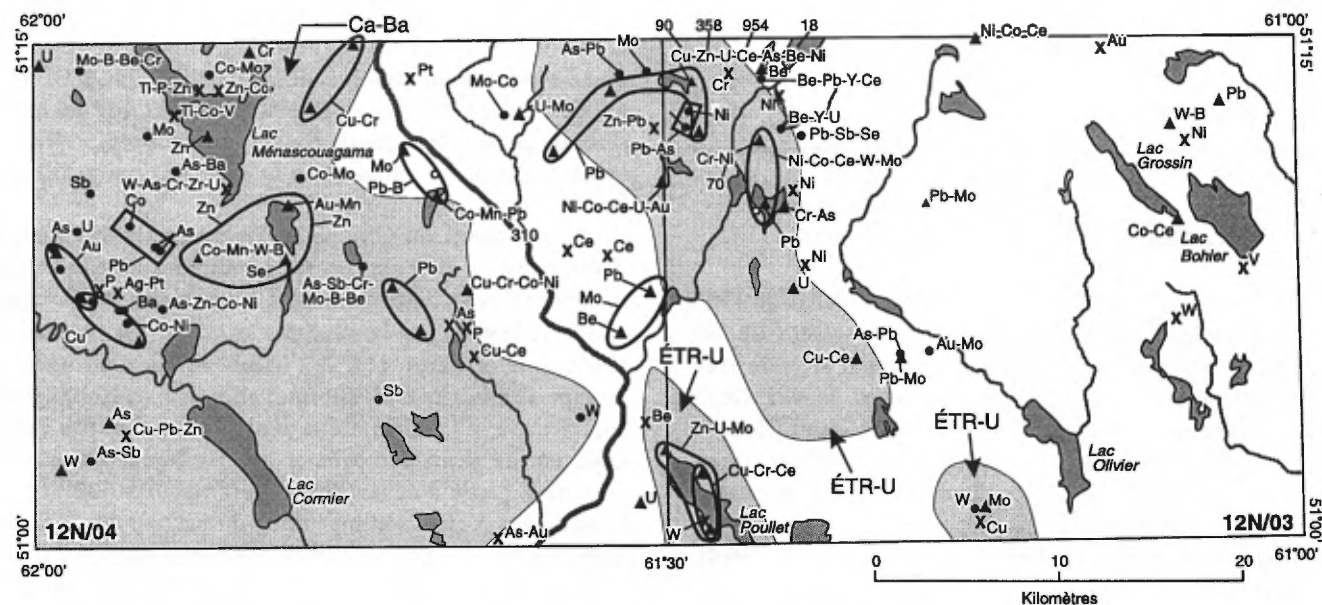 62°00'
Ca-Ba
90
358
954
18
61°00'
51°15'
51°15'
U
Mo-B-Be-Cr
Cr
Co-Mo
Ti-P-Zn
Zn-Co
Ti-Co-V
Mo
Zn
Lac
Ménascouagama
Cu-Cr
Pt
Mo-Co
U-Mo
As-Pb
Mo
Cu-Zn-U-Ce-As-Be-Ni
Cr
Be
Ni
Be-Pb-Y-Ce
Ni-Co-Ce
Au
Pb
W-B
Ni
Lac
Grossin
Zn-Pb
Ni
Be-Y-U
Pb-Sb-Se
Pb-As
Pb
Cr-Ni
Ni-Co-Ce-W-Mo
70
As-Ba
W-As-Cr-Zr-U
Co-Mo
Mo
Pb-B
Co-Mn-Pb
Ni-Co-Ce-U-Au
Ni
Cr-As
Pb
Pb-Mo
Sb
Co
Zn
Au-Mn
Zn
310
Ce
Ce
Ni
U
Co-Ce
Lac
Bohier
V
As
U
Au
As
Pb
Co-Mn-W-B
Se
As-Sb-Cr-
Mo-B-Be
Pb
Cu-Cr-Co-Ni
Pb
Mo
Be
P
Ag-Pt
Ba
As-Zn-Co-Ni
Co-Ni
Cu
As
P
Cu-Ce
ÉTR-U
As-Pb
Cu-Ce
Pb-Mo
Au-Mo
W
Sb
W
Be
Zn-U-Mo
Cu-Cr-Ce
ÉTR-U
ÉTR-U
As
Cu-Pb-Zn
As-Sb
W
Lac
Cormier
U
W
Lac
Poullet
W
Mo
Cu
Lac
Olivier
12N/04
As-Au
12N/03
51°00'
51°00'
62°00'
61°30'
61°00'
0
10
20
Kilomètres